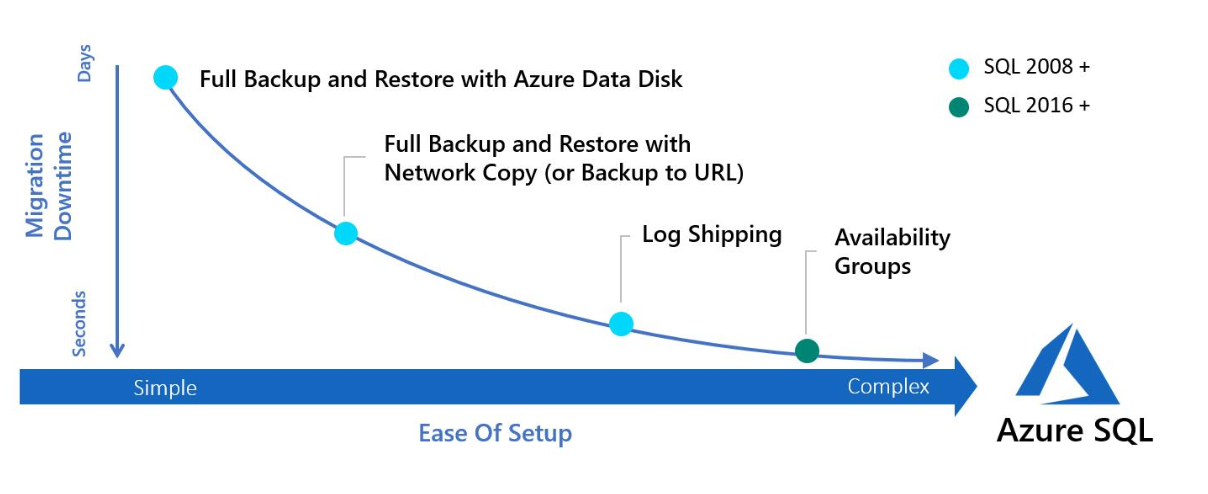 Days
Full Backup and Restore with Azure Data Disk
SQL 2008 +
SQL 2016 +
Migration
Downtime
Full Backup and Restore with
Network Copy (or Backup to URL)
Log Shipping
Availability
Groups
Seconds
Simple
Complex
Ease Of Setup
Azure SQL